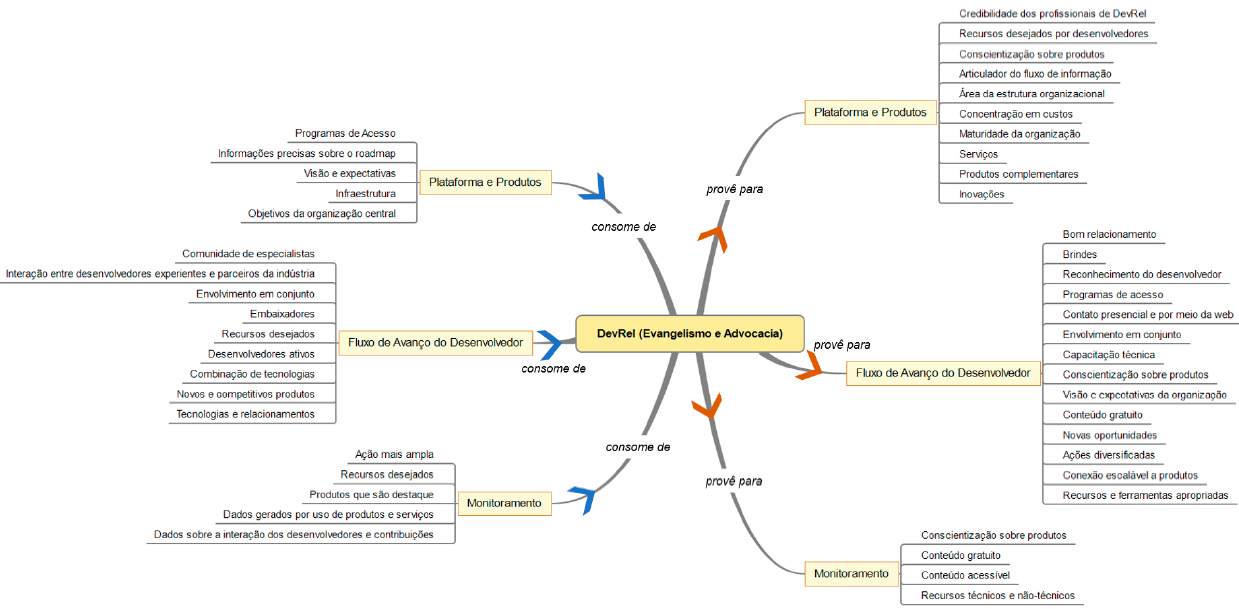 Credibilidade dos profissionais de DevRel
Recursos desejados por desenvolvedores
Conscientização sobre produtos
Articulador do fluxo de informação
Área da estrutura organizacional
Concentração em custos
Maturidade da organização
Serviços
Produtos complementares
Inovações
Plataforma e Produtos
provê para
Programas de Acesso
Informações precisas sobre o roadmap
Visão e expectativas
Infraestrutura
Objetivos da organização central
Plataforma e Produtos
consome de
Comunidade de especialistas
Interação entre desenvolvedores experientes e parceiros da indústria
Envolvimento em conjunto
Embaixadores
Recursos desejados
Desenvolvedores ativos
Combinação de tecnologias
Novos e competitivos produtos
Tecnologias e relacionamentos
Fluxo de Avanço do Desenvolvedor
consome de
DevRel (Evangelismo e Advocacia)
provê para
Fluxo de Avanço do Desenvolvedor
Bom relacionamento
Brindes
Reconhecimento do desenvolvedor
Programas de acesso
Contato presencial e por meio da web
Envolvimento em conjunto
Capacitação técnica
Conscientização sobre produtos
Visão e expectativas da organização
Conteúdo gratuito
Novas oportunidades
Ações diversificadas
Conexão escalável a produtos
Recursos e ferramentas apropriadas
consome de
Ação mais ampla
Recursos desejados
Produtos que são destaque
Dados gerados por uso de produtos e serviços
Dados sobre a interação dos desenvolvedores e contribuições
Monitoramento
provê para
Monitoramento
Conscientização sobre produtos
Conteúdo gratuito
Conteúdo acessível
Recursos técnicos e não-técnicos